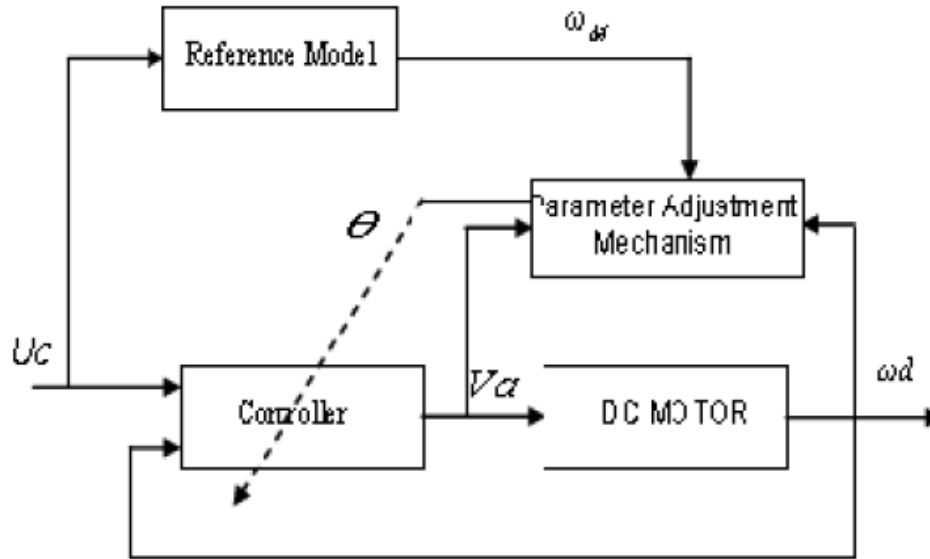 Reference Model
θ
Parameter Adjustment
Mechanism
Uc
Controller
Va
DC MOTOR
ωd